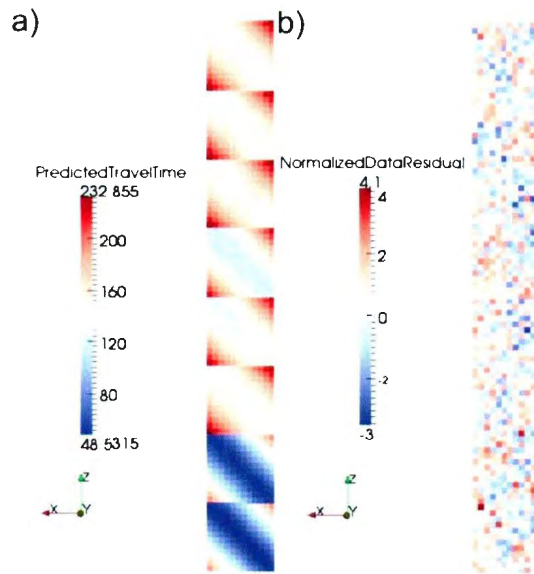 a)
b)
PredictedTravelTime
232 855
200
160
120
80
48 5315
NormalizedDataResidual
4.1
4
2
0
-2
-3
Z
X
Y
Z
X
Y